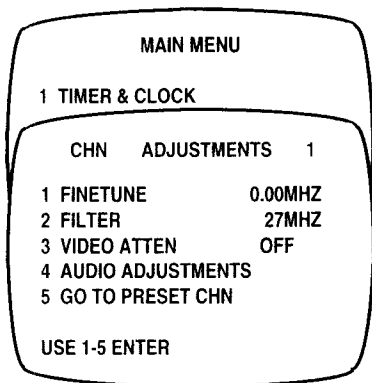 MAIN MENU
1 TIMER & CLOCK
CHN ADJUSTMENTS 1
1 FINETUNE 0.00MHZ
2 FILTER 27MHZ
3 VIDEO ATTEN OFF
4 AUDIO ADJUSTMENTS
5 GO TO PRESET CHN
USE 1-5 ENTER